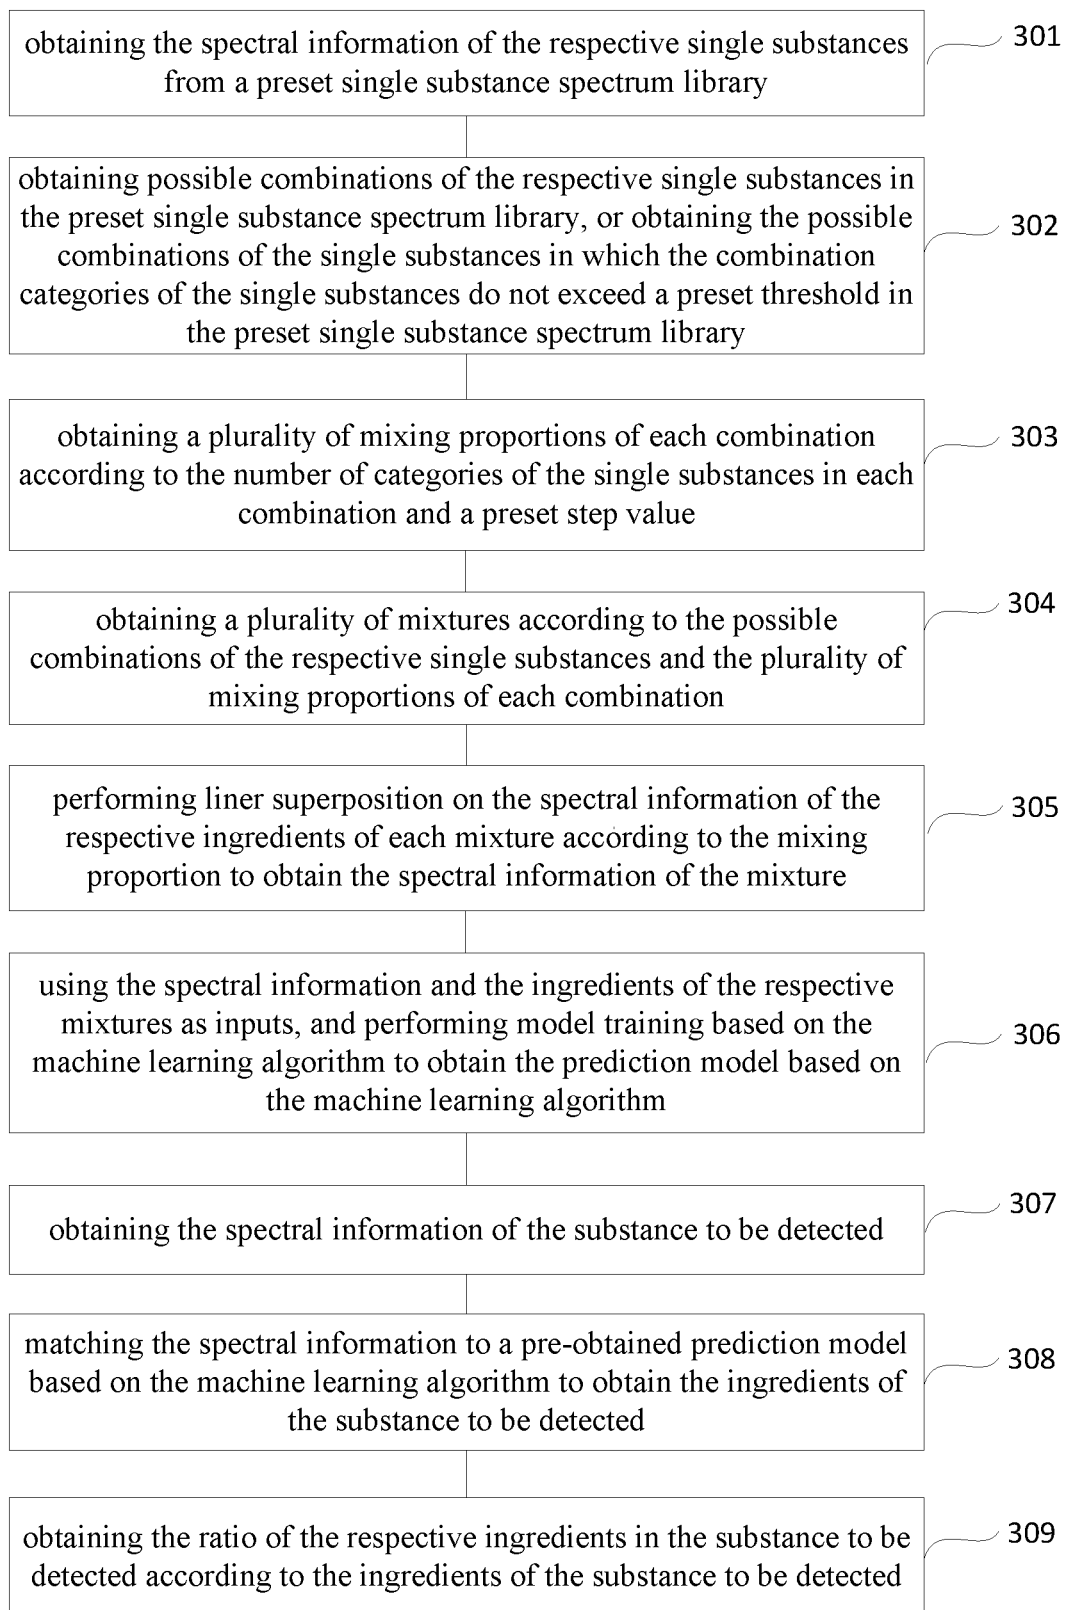 obtaining the spectral information of the respective single substances
from a preset single substance spectrum library
301
obtaining possible combinations of the respective single substances in
the preset single substance spectrum library, or obtaining the possible
combinations of the single substances in which the combination
categories of the single substances do not exceed a preset threshold in
the preset single substance spectrum library
302
obtaining a plurality of mixing proportions of each combination
according to the number of categories of the single substances in each
combination and a preset step value
303
obtaining a plurality of mixtures according to the possible
combinations of the respective single substances and the plurality of
mixing proportions of each combination
304
performing liner superposition on the spectral information of the
respective ingredients of each mixture according to the mixing
proportion to obtain the spectral information of the mixture
305
using the spectral information and the ingredients of the respective
mixtures as inputs, and performing model training based on the
machine learning algorithm to obtain the prediction model based on
the machine learning algorithm
306
obtaining the spectral information of the substance to be detected
307
matching the spectral information to a pre-obtained prediction model
based on the machine learning algorithm to obtain the ingredients of
the substance to be detected
308
obtaining the ratio of the respective ingredients in the substance to be
detected according to the ingredients of the substance to be detected
309